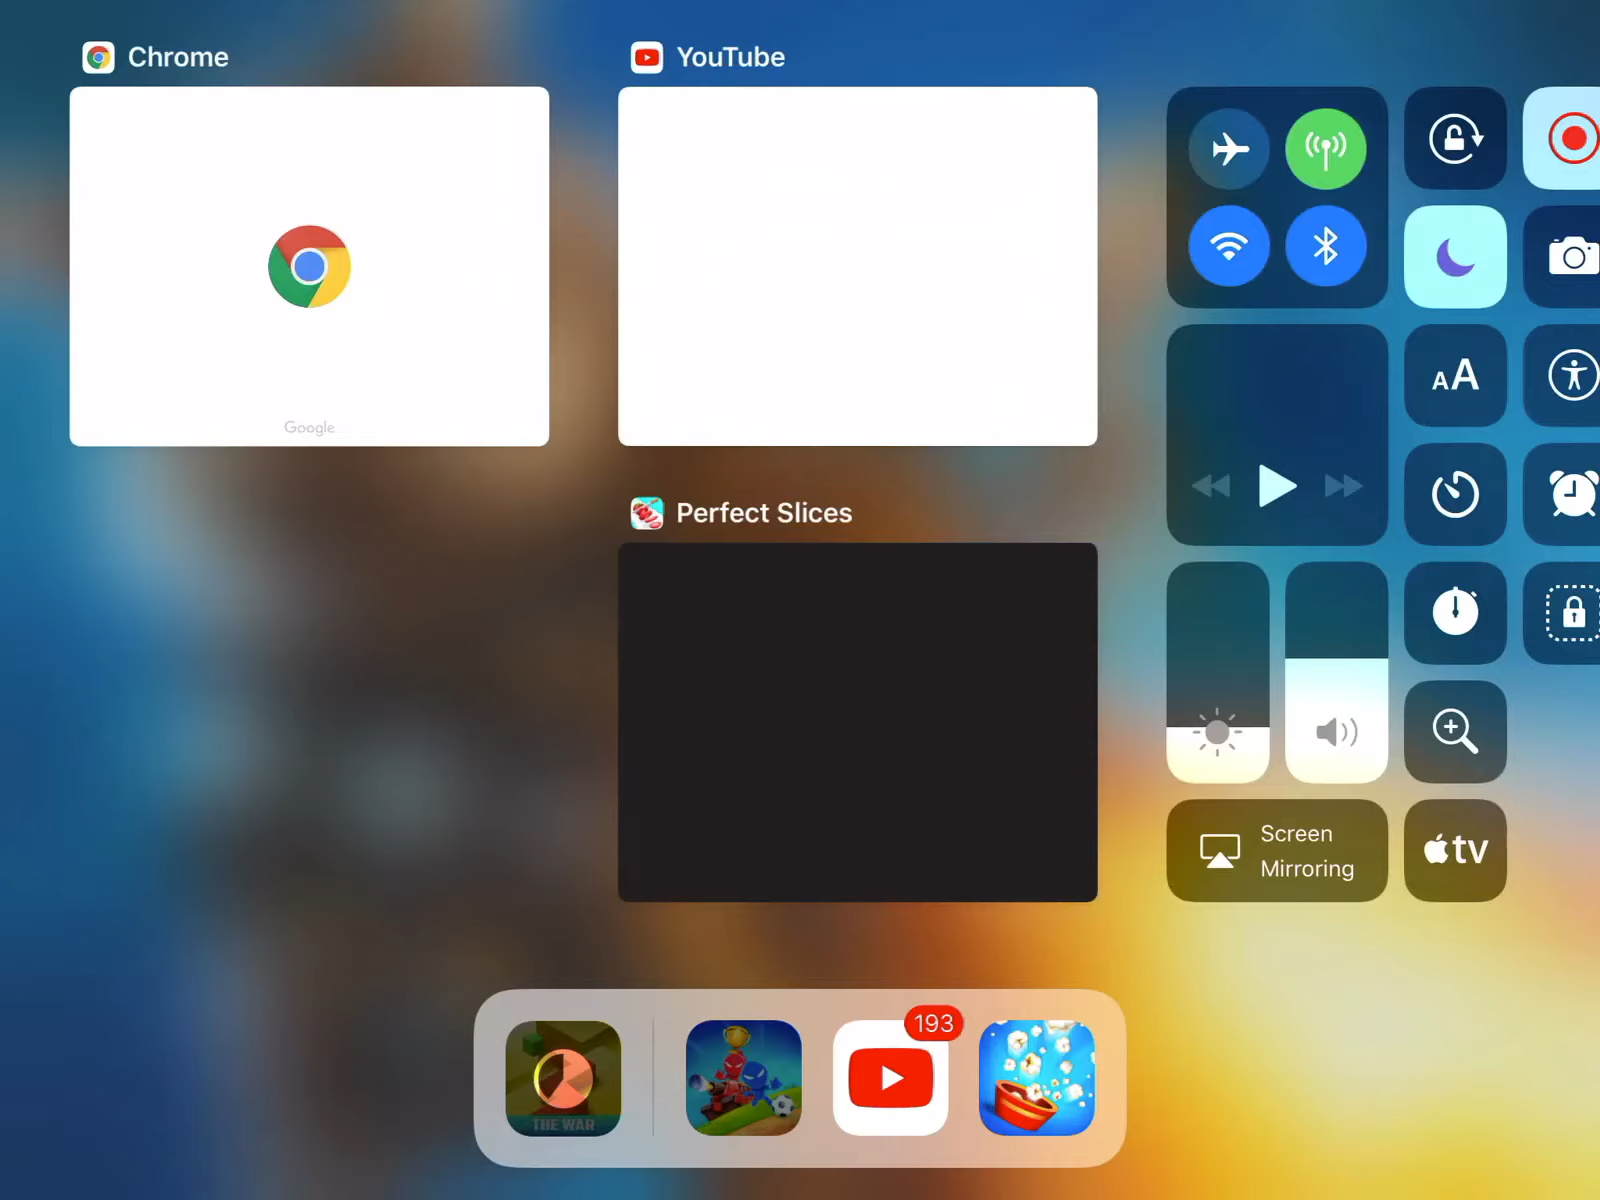 Chrome
YouTube
Google
Perfect Slices
AA
Screen
Mirroring
tv
193
THE WAR